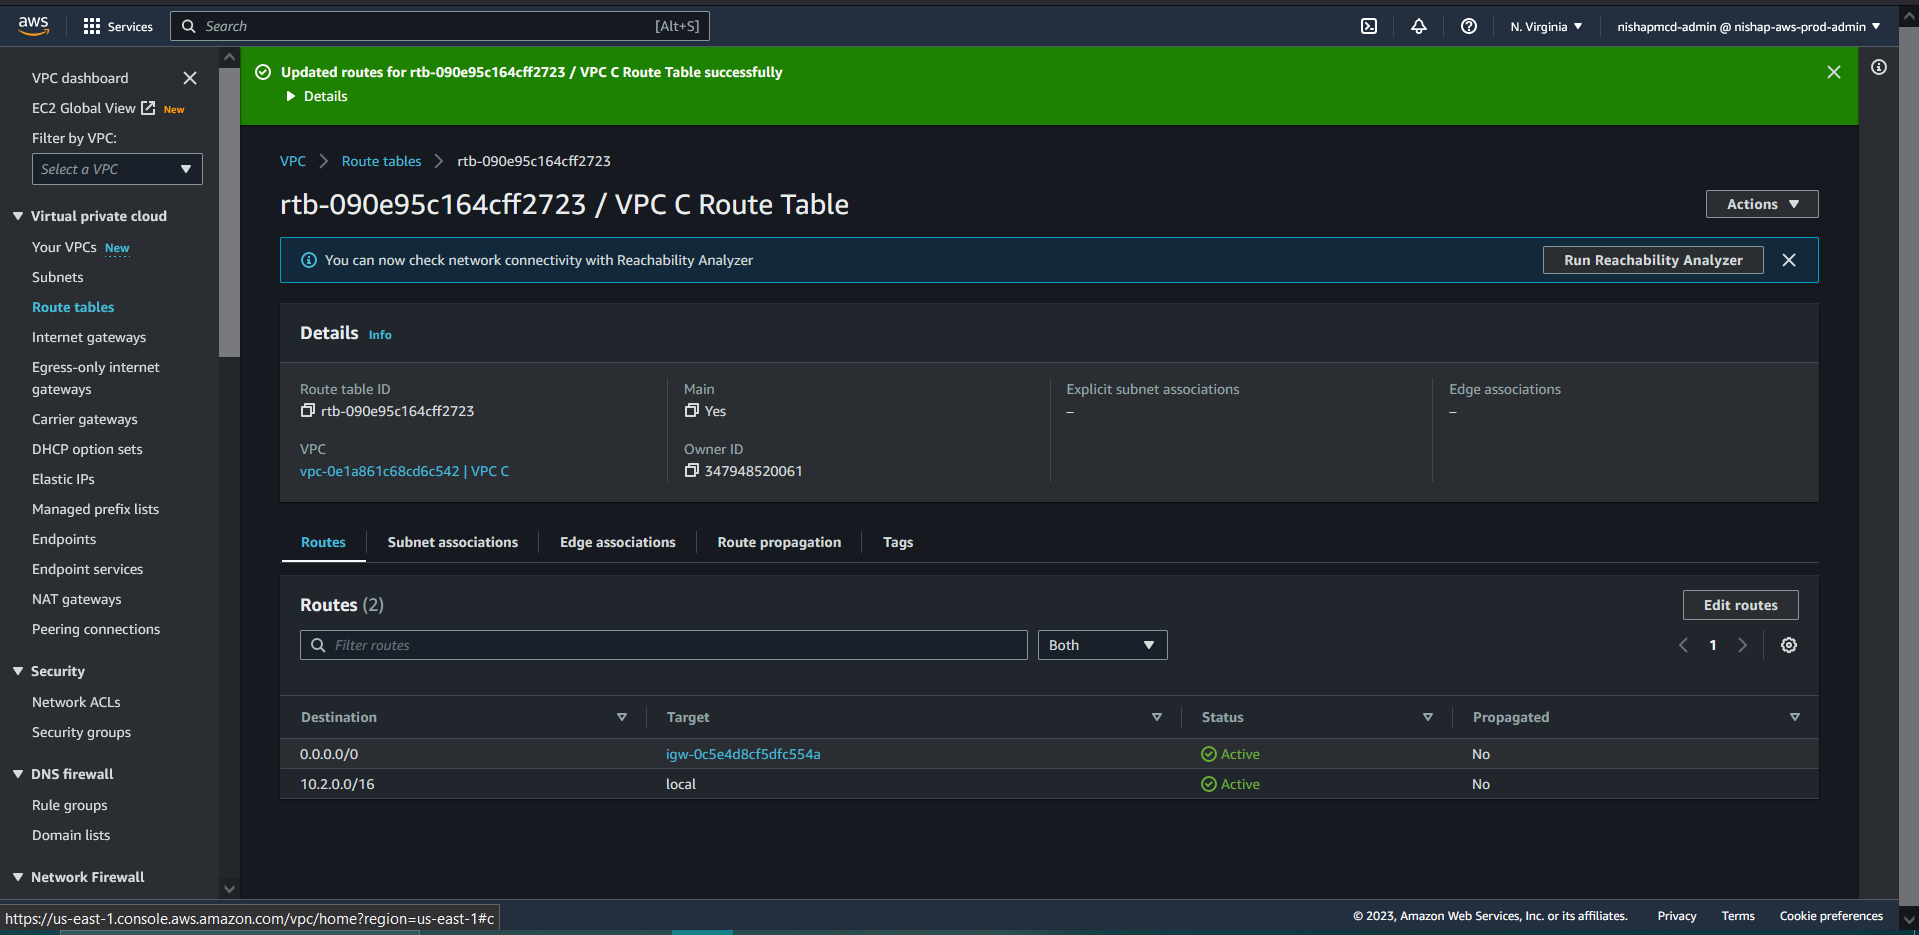 aws
Services
Search
[Alt+S]
N. Virginia
nishapmcd-admin @ nishap-aws-prod-admin
VPC dashboard
EC2 Global View New
Filter by VPC:
Select a VPC
Virtual private cloud
Your VPCs New
Subnets
Route tables
Internet gateways
Egress-only internet
gateways
Carrier gateways
DHCP option sets
Elastic IPs
Managed prefix lists
Endpoints
Endpoint services
NAT gateways
Peering connections
Security
Network ACLs
Security groups
DNS firewall
Rule groups
Domain lists
Network Firewall
Updated routes for rtb-090e95c164cff2723 / VPC C Route Table successfully
Details
VPC
Route tables
rtb-090e95c164cff2723
rtb-090e95c164cff2723 / VPC C Route Table
Actions
You can now check network connectivity with Reachability Analyzer
Run Reachability Analyzer
Details Info
Route table ID
rtb-090e95c164cff2723
Main
Yes
Explicit subnet associations
–
Edge associations
–
VPC
vpc-0e1a861c68cd6c542 | VPC C
Owner ID
347948520061
Routes
Subnet associations
Edge associations
Route propagation
Tags
Routes (2)
Edit routes
Filter routes
Both
1
Destination
Target
Status
Propagated
0.0.0.0/0
igw-0c5e4d8cf5dfc554a
Active
No
10.2.0.0/16
local
Active
No
https://us-east-1.console.aws.amazon.com/vpc/home?region=us-east-1#c
© 2023, Amazon Web Services, Inc. or its affiliates.
Privacy
Terms
Cookie preferences